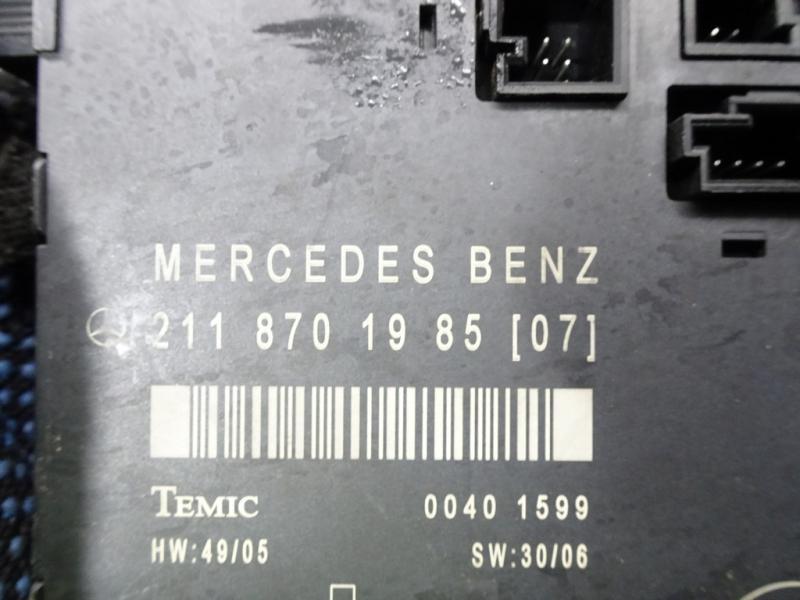 MERCEDES BENZ
211 870 19 85 [07]
TEMIC 0040 1599
HW:49/05 SW:30/06